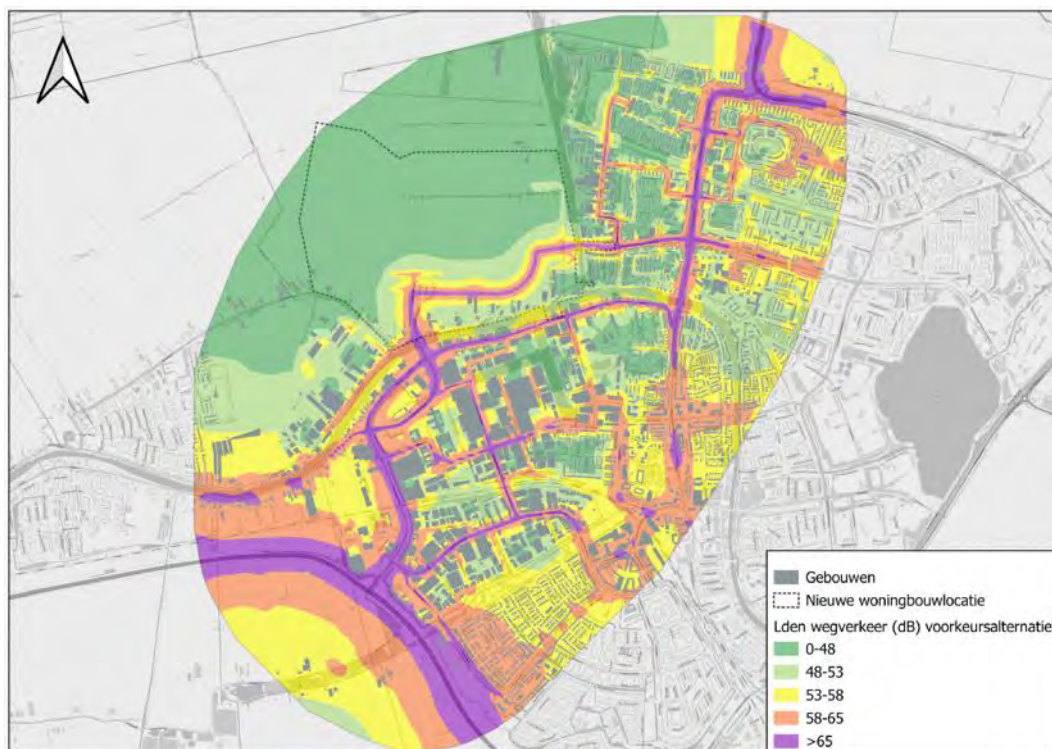 Gebouwen
Nieuwe woningbouwlocatie
Lden wegverkeer (dB) voorkeursalternatie
0-48
48-53
53-58
58-65
>65